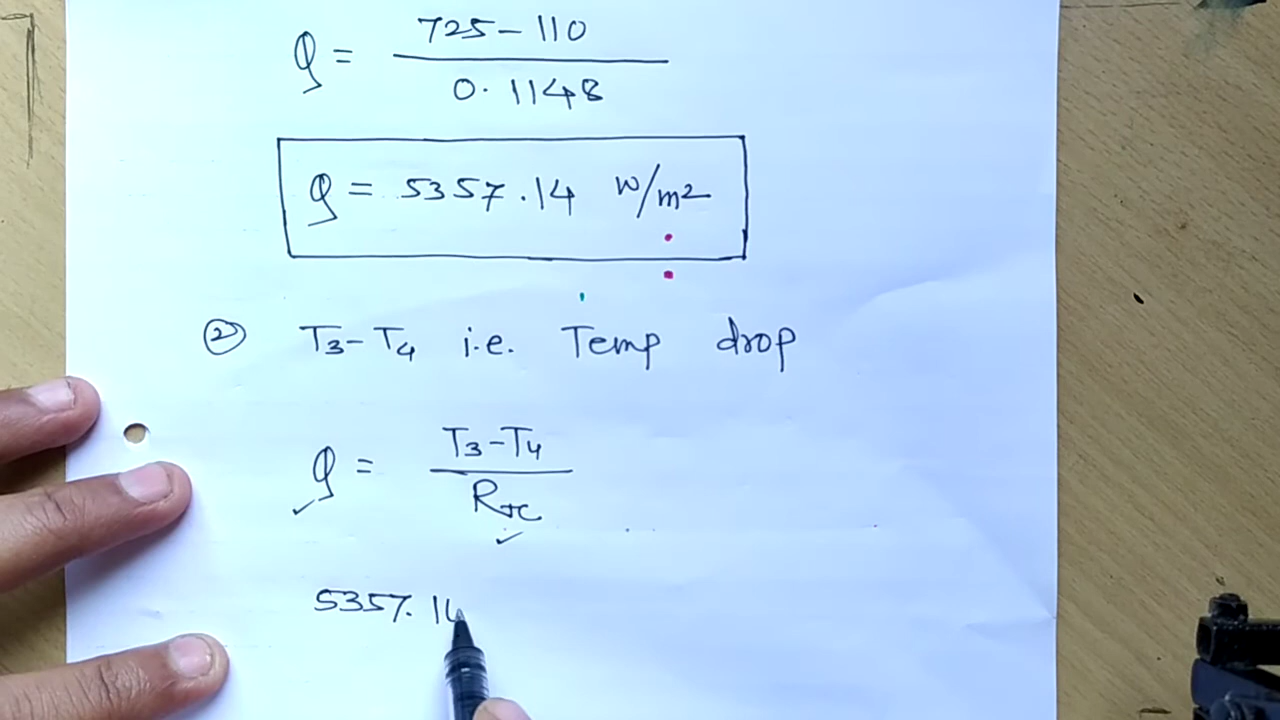 Q = 725 - 110 / 0.1148
Q = 5357.14 W/m2
② T3 - T4 i.e. Temp drop
Q = T3 - T4 / Rtc
5357.14